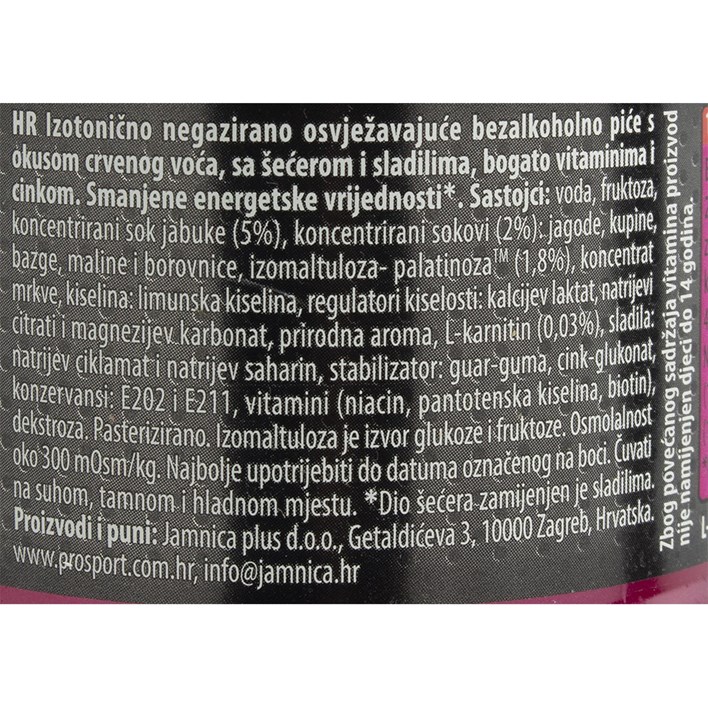 HR Izotonično negazirano osvježavajuće bezalkoholno piće s
okusom crvenog voća, sa šećerom i sladilima, bogato vitaminima i
cinkom. Smanjene energetske vrijednosti*. Sastojci: voda, fruktoza,
koncentrirani sok jabuke (5%), koncentrirani sokovi (2%): jagode, kupine,
bazge, maline i borovnice, izomaltuloza- palatinoza™ (1,8%), koncentrat
mrkve, kiselina: limunska kiselina, regulatori kiselosti: kalcijev laktat, natrijevi
citrati i magnezijev karbonat, prirodna aroma, L-karnitin (0,03%), sladila:
natrijev ciklamat i natrijev saharin, stabilizator: guar-guma, cink-glukonat,
konzervansi: E202 i E211, vitamini (niacin, pantotenska kiselina, biotin),
dekstroza. Pasterizirano. Izomaltuloza je izvor glukoze i fruktoze. Osmolalnost
oko 300 mOsm/kg. Najbolje upotrijebiti do datuma označenog na boci. Čuvati
na suhom, tamnom i hladnom mjestu. *Dio šećera zamijenjen je sladilima.
Proizvodi i puni: Jamnica plus d.o.o., Getaldićeva 3, 10000 Zagreb, Hrvatska.
www.prosport.com.hr, info@jamnica.hr
Zbog povećanog sadržaja vitamina proizvod
nije namijenjen djeci do 14 godina.